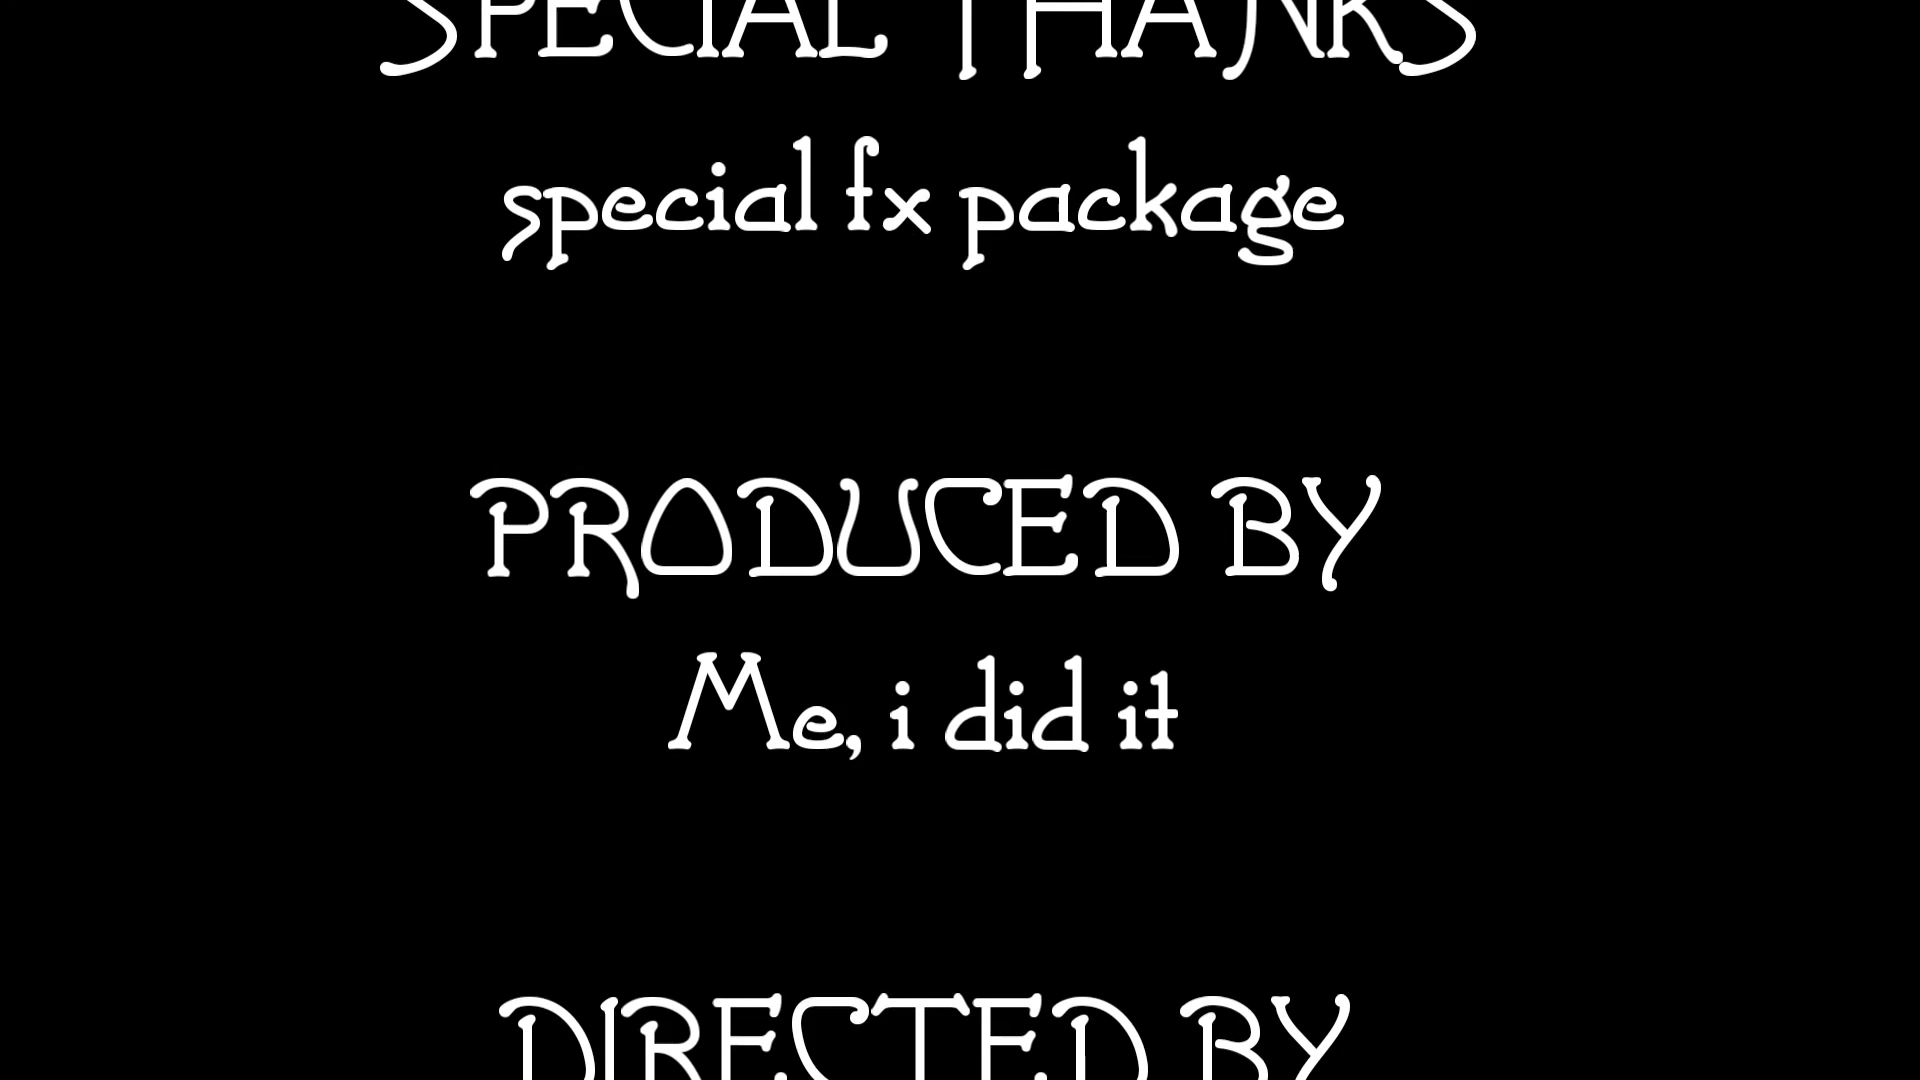 SPECIAL THANKS
special fx package
PRODUCED BY
Me, i did it
DIRECTED BY